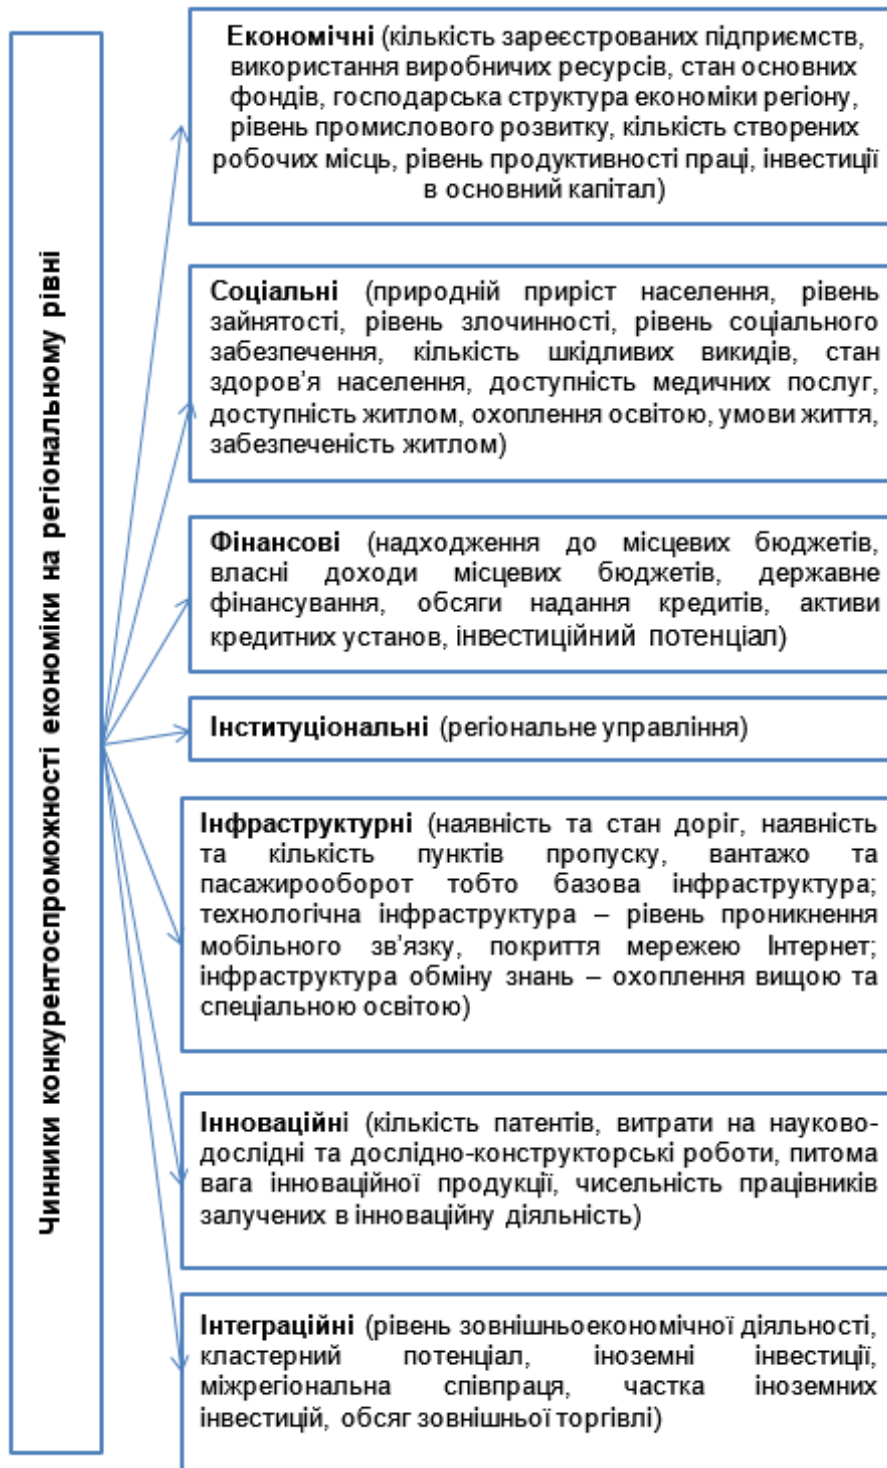 Чинники конкурентоспроможності економіки на регіональному рівні
Економічні (кількість зареєстрованих підприємств,
використання виробничих ресурсів, стан основних
фондів, господарська структура економіки регіону,
рівень промислового розвитку, кількість створених
робочих місць, рівень продуктивності праці, інвестиції
в основний капітал)
Соціальні (природній приріст населення, рівень
зайнятості, рівень злочинності, рівень соціального
забезпечення, кількість шкідливих викидів, стан
здоров’я населення, доступність медичних послуг,
доступність житлом, охоплення освітою, умови життя,
забезпеченість житлом)
Фінансові (надходження до місцевих бюджетів,
власні доходи місцевих бюджетів, державне
фінансування, обсяги надання кредитів, активи
кредитних установ, інвестиційний потенціал)
Інституціональні (регіональне управління)
Інфраструктурні (наявність та стан доріг, наявність
та кількість пунктів пропуску, вантажо та
пасажирооборот тобто базова інфраструктура;
технологічна інфраструктура – рівень проникнення
мобільного зв’язку, покриття мережею Інтернет;
інфраструктура обміну знань – охоплення вищою та
спеціальною освітою)
Інноваційні (кількість патентів, витрати на науково-
дослідні та дослідно-конструкторські роботи, питома
вага інноваційної продукції, чисельність працівників
залучених в інноваційну діяльність)
Інтеграційні (рівень зовнішньоекономічної діяльності,
кластерний потенціал, іноземні інвестиції,
міжрегіональна співпраця, частка іноземних
інвестицій, обсяг зовнішньої торгівлі)